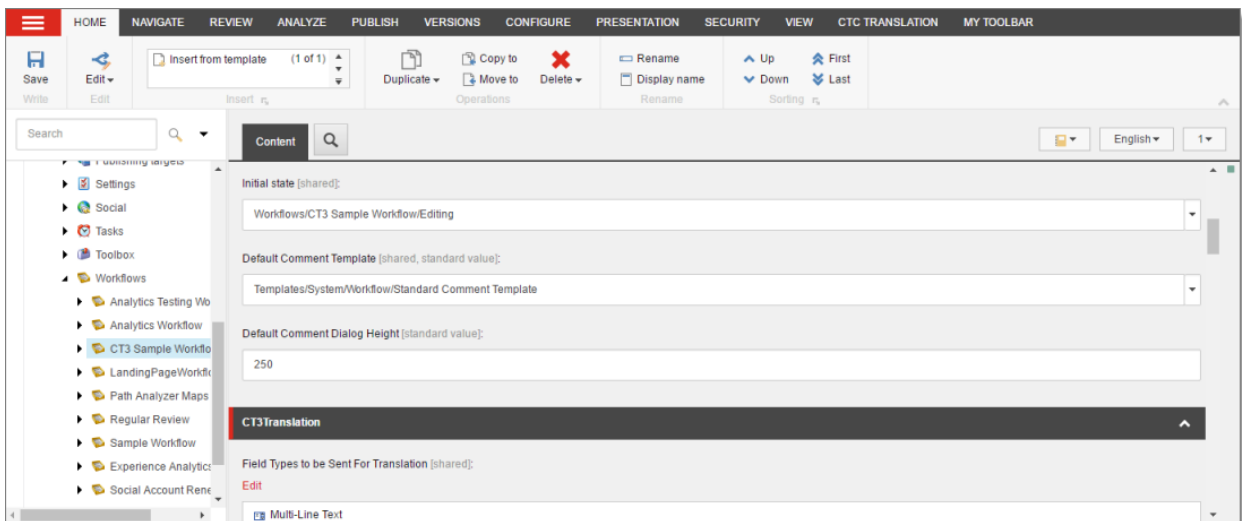 HOME NAVIGATE REVIEW ANALYZE PUBLISH VERSIONS CONFIGURE PRESENTATION SECURITY VIEW CTC TRANSLATION MY TOOLBAR
Insert from template (1 of 1) Copy to Rename Up First
Save Edit Duplicate Move to Delete Display name Down Last
Write Edit Insert Operations Rename Sorting
Search
Content English 1
Publishing targets
Settings
Social
Tasks
Toolbox
Workflows
Analytics Testing Wo
Analytics Workflow
CT3 Sample Workflo
LandingPageWorkflo
Path Analyzer Maps
Regular Review
Sample Workflow
Experience Analytics
Social Account Rene
Initial state [shared]:
Workflows/CT3 Sample Workflow/Editing
Default Comment Template [shared, standard value]:
Templates/System/Workflow/Standard Comment Template
Default Comment Dialog Height [standard value]:
250
CT3Translation
Field Types to be Sent For Translation [shared]:
Edit
Multi-Line Text